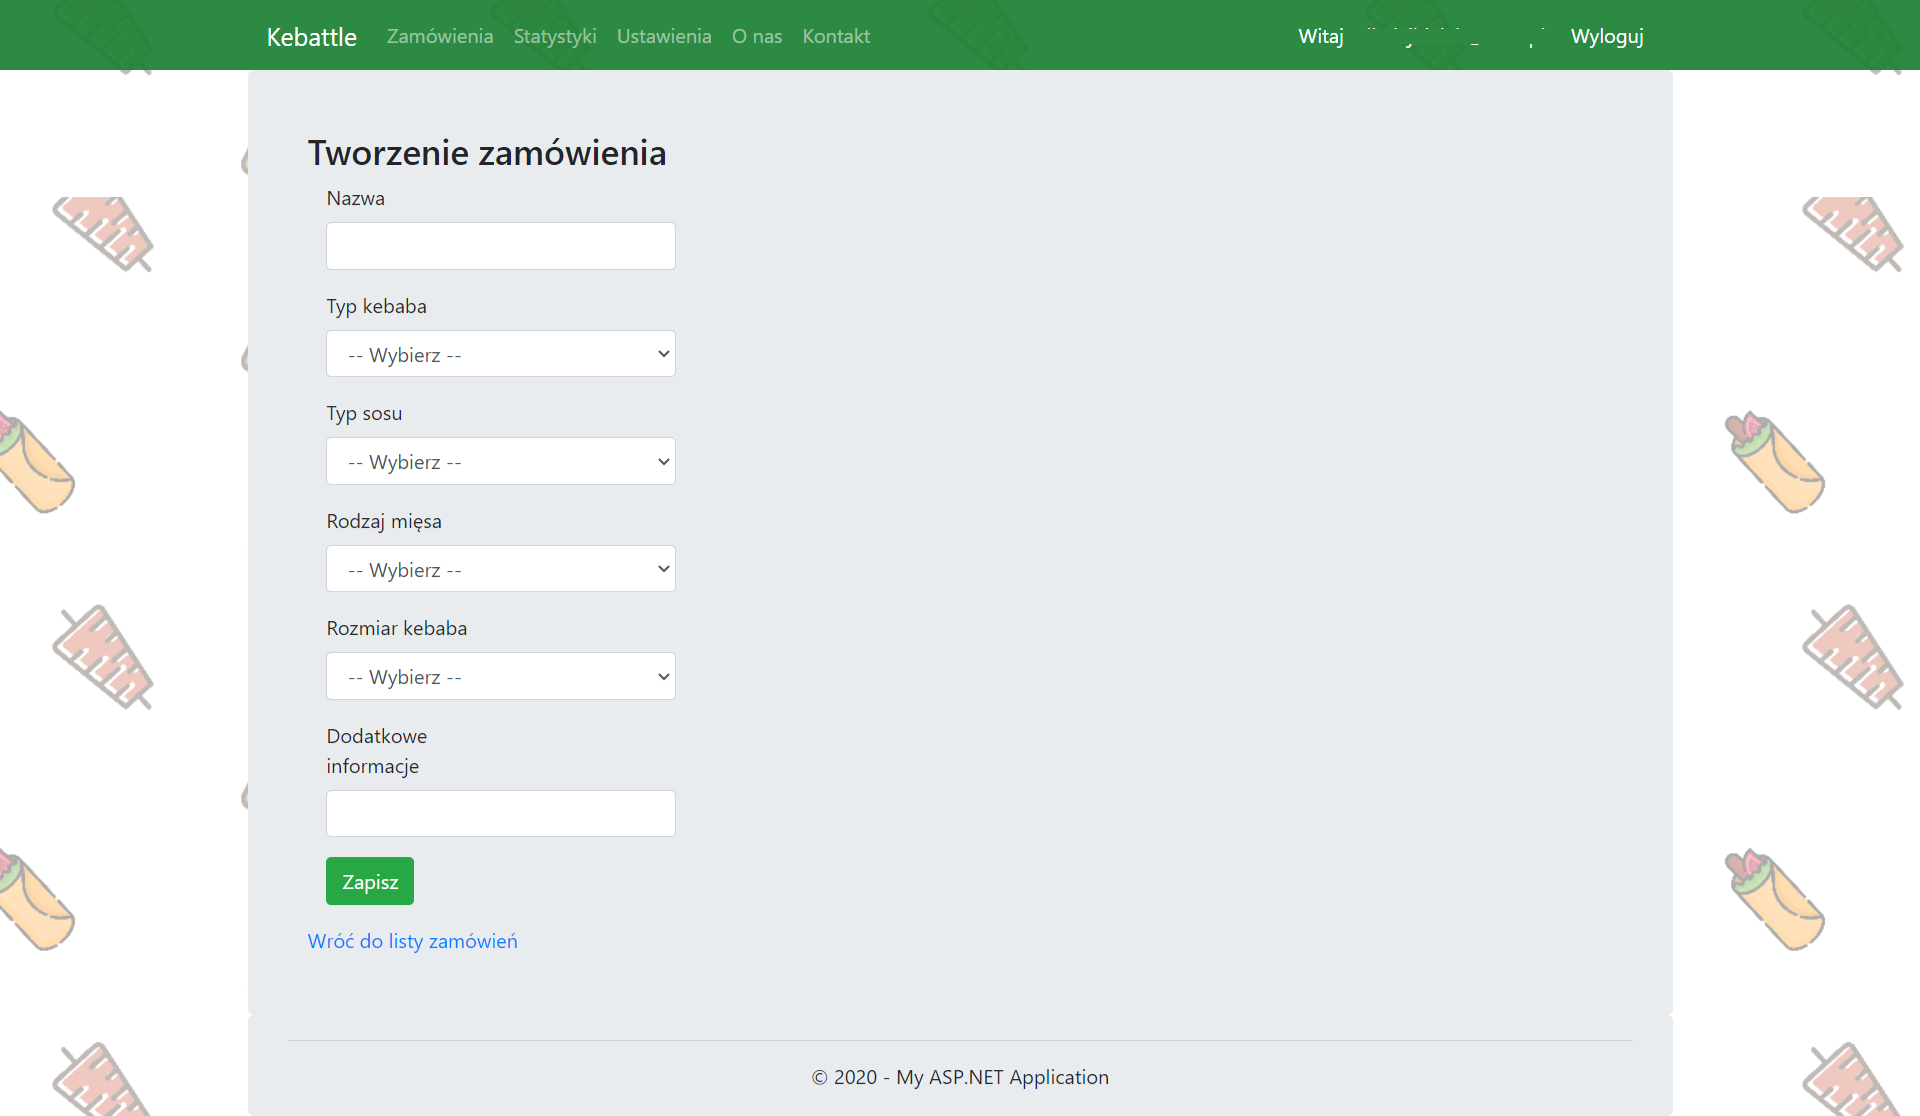 Kebattle Zamówienia Statystyki Ustawienia O nas Kontakt Witaj Wyloguj
Tworzenie zamówienia
Nazwa
Typ kebaba
-- Wybierz --
Typ sosu
-- Wybierz --
Rodzaj mięsa
-- Wybierz --
Rozmiar kebaba
-- Wybierz --
Dodatkowe
informacje
Zapisz
Wróć do listy zamówień
© 2020 - My ASP.NET Application